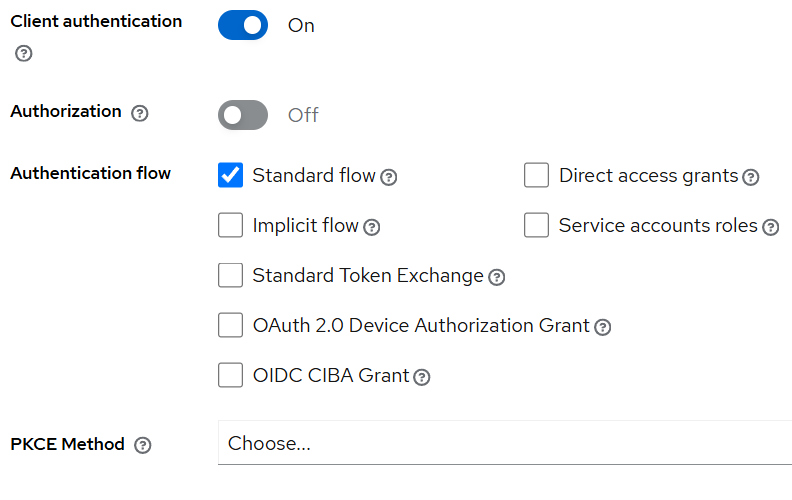 Client authentication
On
Authorization
Off
Authentication flow
Standard flow
Direct access grants
Implicit flow
Service accounts roles
Standard Token Exchange
OAuth 2.0 Device Authorization Grant
OIDC CIBA Grant
PKCE Method
Choose...